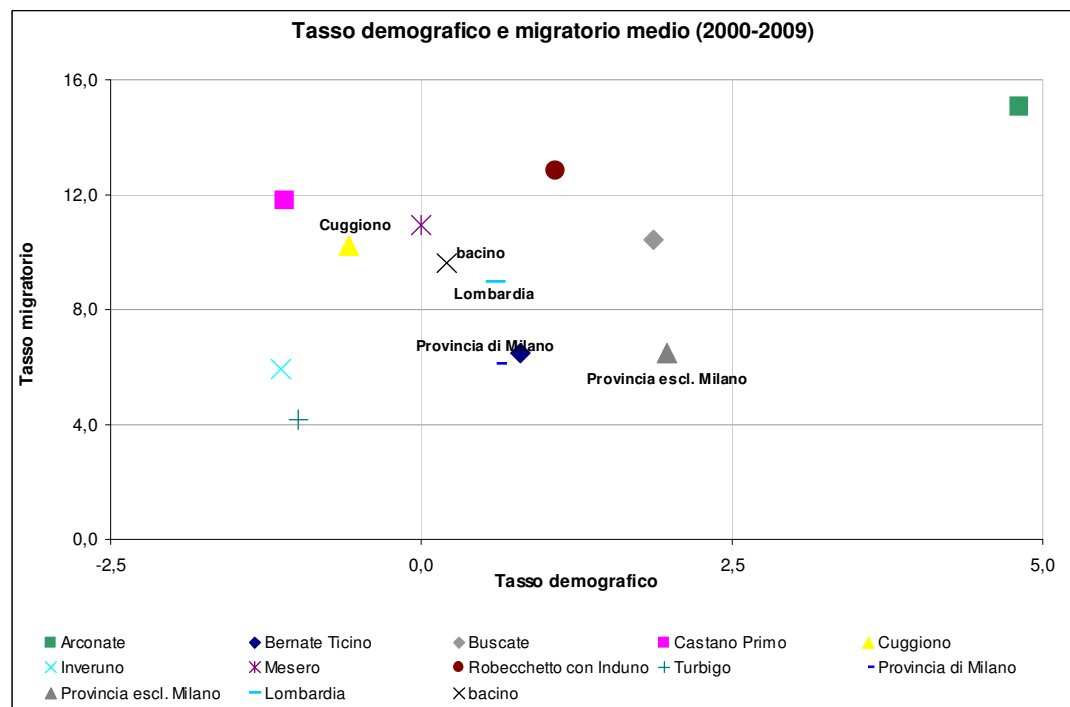 Tasso demografico e migratorio medio (2000-2009)
16,0
12,0
Cuggiono
bacino
Lombardia
8,0
Provincia di Milano
Provincia escl. Milano
4,0
0,0
-2,5
0,0
2,5
5,0
Tasso migratorio
Tasso demografico
Arconate
Bernate Ticino
Buscate
Castano Primo
Cuggiono
Inveruno
Mesero
Robecchetto con Induno
Turbigo
Provincia di Milano
Provincia escl. Milano
Lombardia
bacino